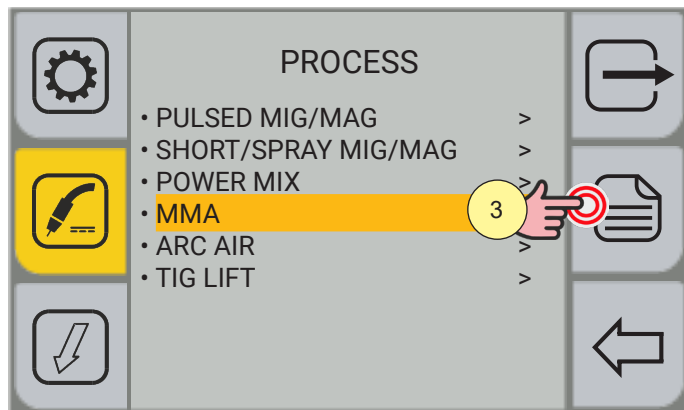 PROCESS
• PULSED MIG/MAG >
• SHORT/SPRAY MIG/MAG >
• POWER MIX >
• MMA 3
• ARC AIR >
• TIG LIFT >